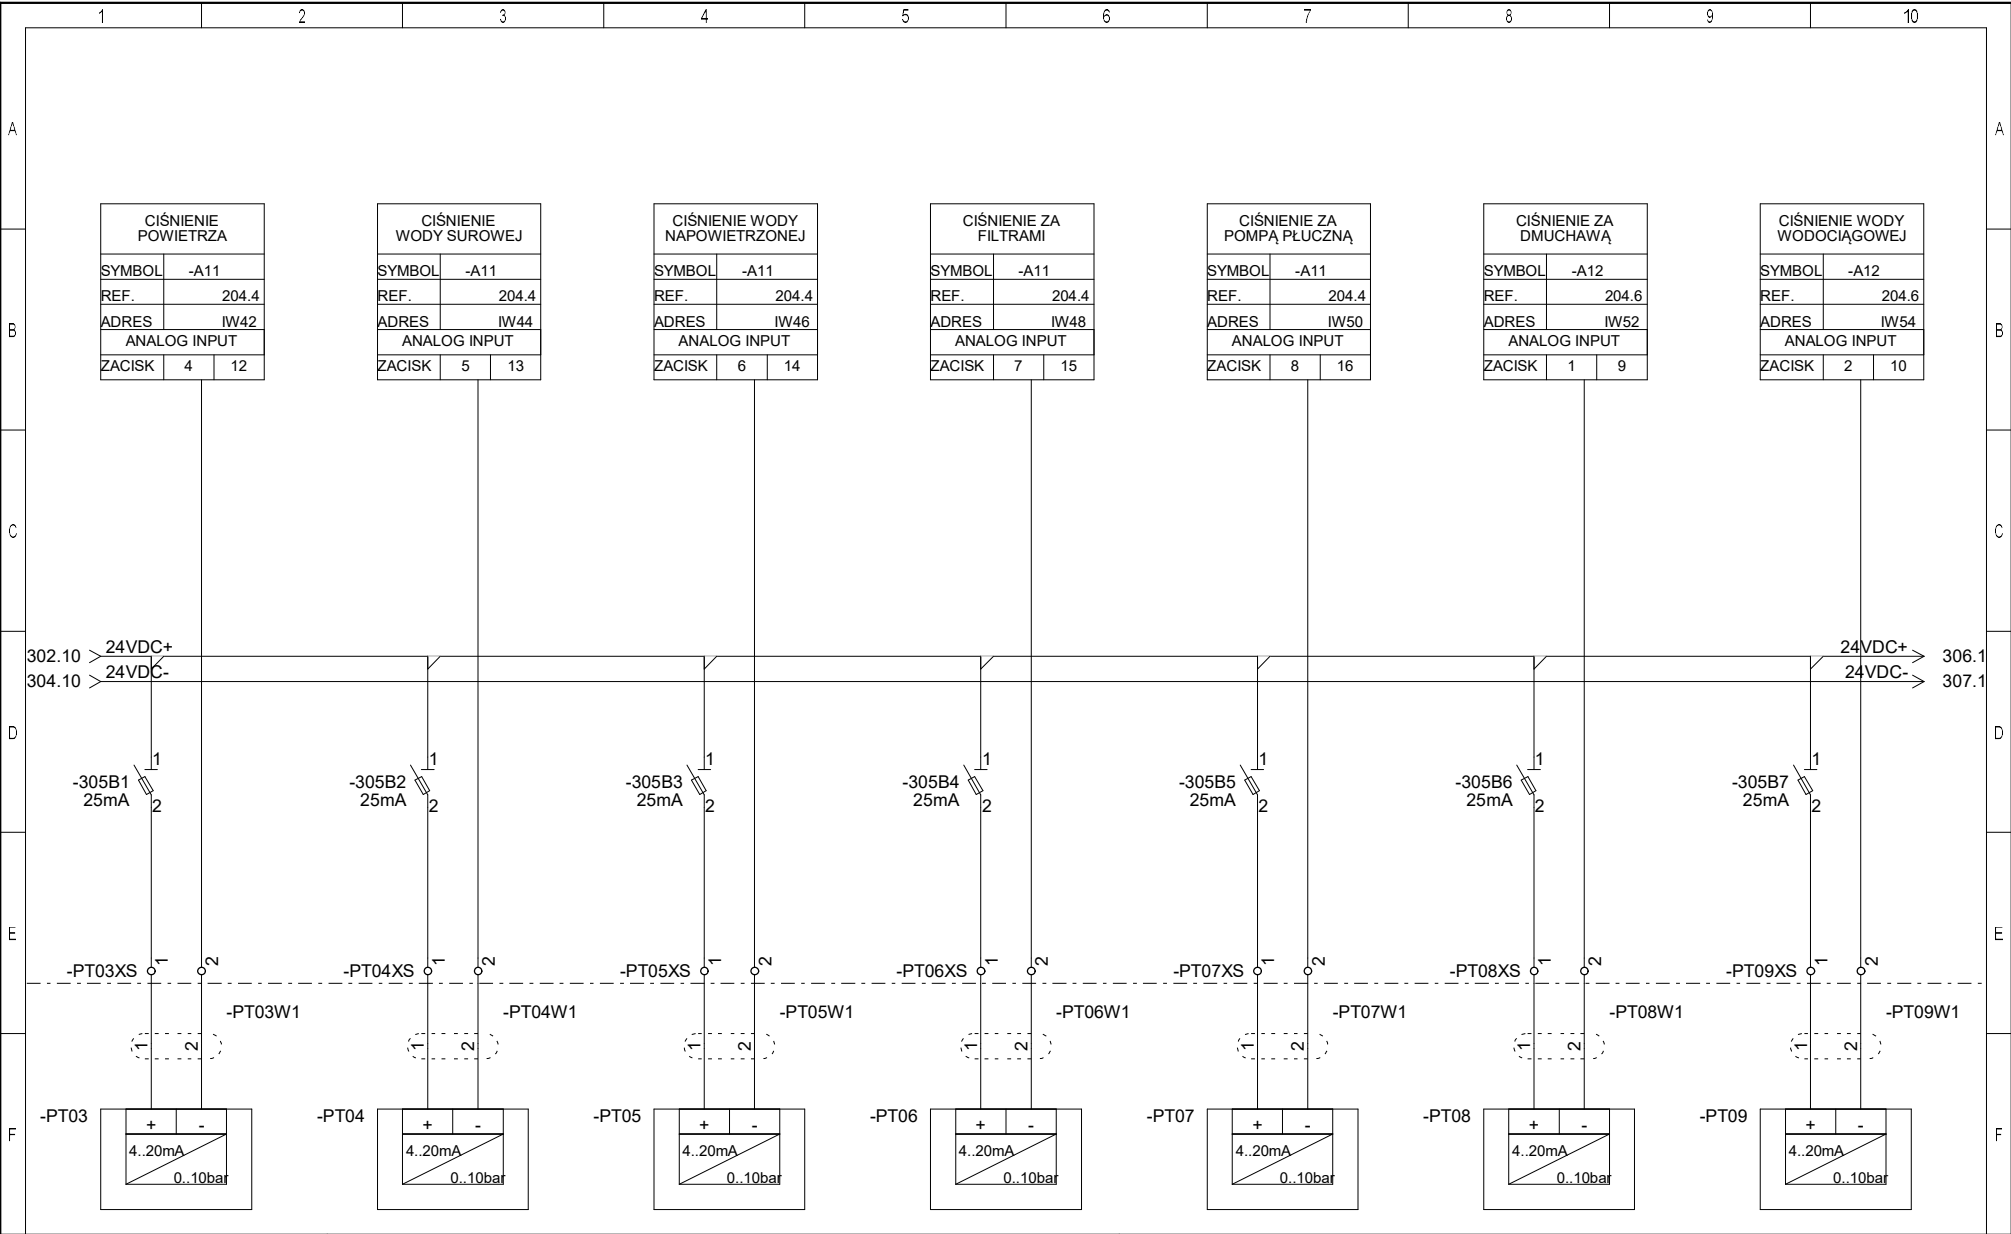 1 2 3 4 5 6 7 8 9 10
A A
CIŚNIENIE
POWIETRZA
SYMBOL -A11
REF. 204.4
ADRES IW42
ANALOG INPUT
ZACISK 4 12
CIŚNIENIE
WODY SUROWEJ
SYMBOL -A11
REF. 204.4
ADRES IW44
ANALOG INPUT
ZACISK 5 13
CIŚNIENIE WODY
NAPOWIETRZONEJ
SYMBOL -A11
REF. 204.4
ADRES IW46
ANALOG INPUT
ZACISK 6 14
CIŚNIENIE ZA
FILTRAMI
SYMBOL -A11
REF. 204.4
ADRES IW48
ANALOG INPUT
ZACISK 7 15
CIŚNIENIE ZA
POMPĄ PŁUCZNĄ
SYMBOL -A11
REF. 204.4
ADRES IW50
ANALOG INPUT
ZACISK 8 16
CIŚNIENIE ZA
DMUCHAWĄ
SYMBOL -A12
REF. 204.6
ADRES IW52
ANALOG INPUT
ZACISK 1 9
CIŚNIENIE WODY
WODOCIĄGOWEJ
SYMBOL -A12
REF. 204.6
ADRES IW54
ANALOG INPUT
ZACISK 2 10
B B
C C
302.10 24VDC+ 24VDC+ 306.1
304.10 24VDC- 24VDC- 307.1
D D
1 1 1 1 1 1 1
-305B1 -305B2 -305B3 -305B4 -305B5 -305B6 -305B7
25mA 25mA 25mA 25mA 25mA 25mA 25mA
2 2 2 2 2 2 2
E E
-PT03XS 1 2 -PT04XS 1 2 -PT05XS 1 2 -PT06XS 1 2 -PT07XS 1 2 -PT08XS 1 2 -PT09XS 1 2
-PT03W1 -PT04W1 -PT05W1 -PT06W1 -PT07W1 -PT08W1 -PT09W1
1 2 1 2 1 2 1 2 1 2 1 2 1 2
-PT03 -PT04 -PT05 -PT06 -PT07 -PT08 -PT09
F + - + - + - + - + - + - + - F
4..20mA 4..20mA 4..20mA 4..20mA 4..20mA 4..20mA 4..20mA
0..10bar 0..10bar 0..10bar 0..10bar 0..10bar 0..10bar 0..10bar